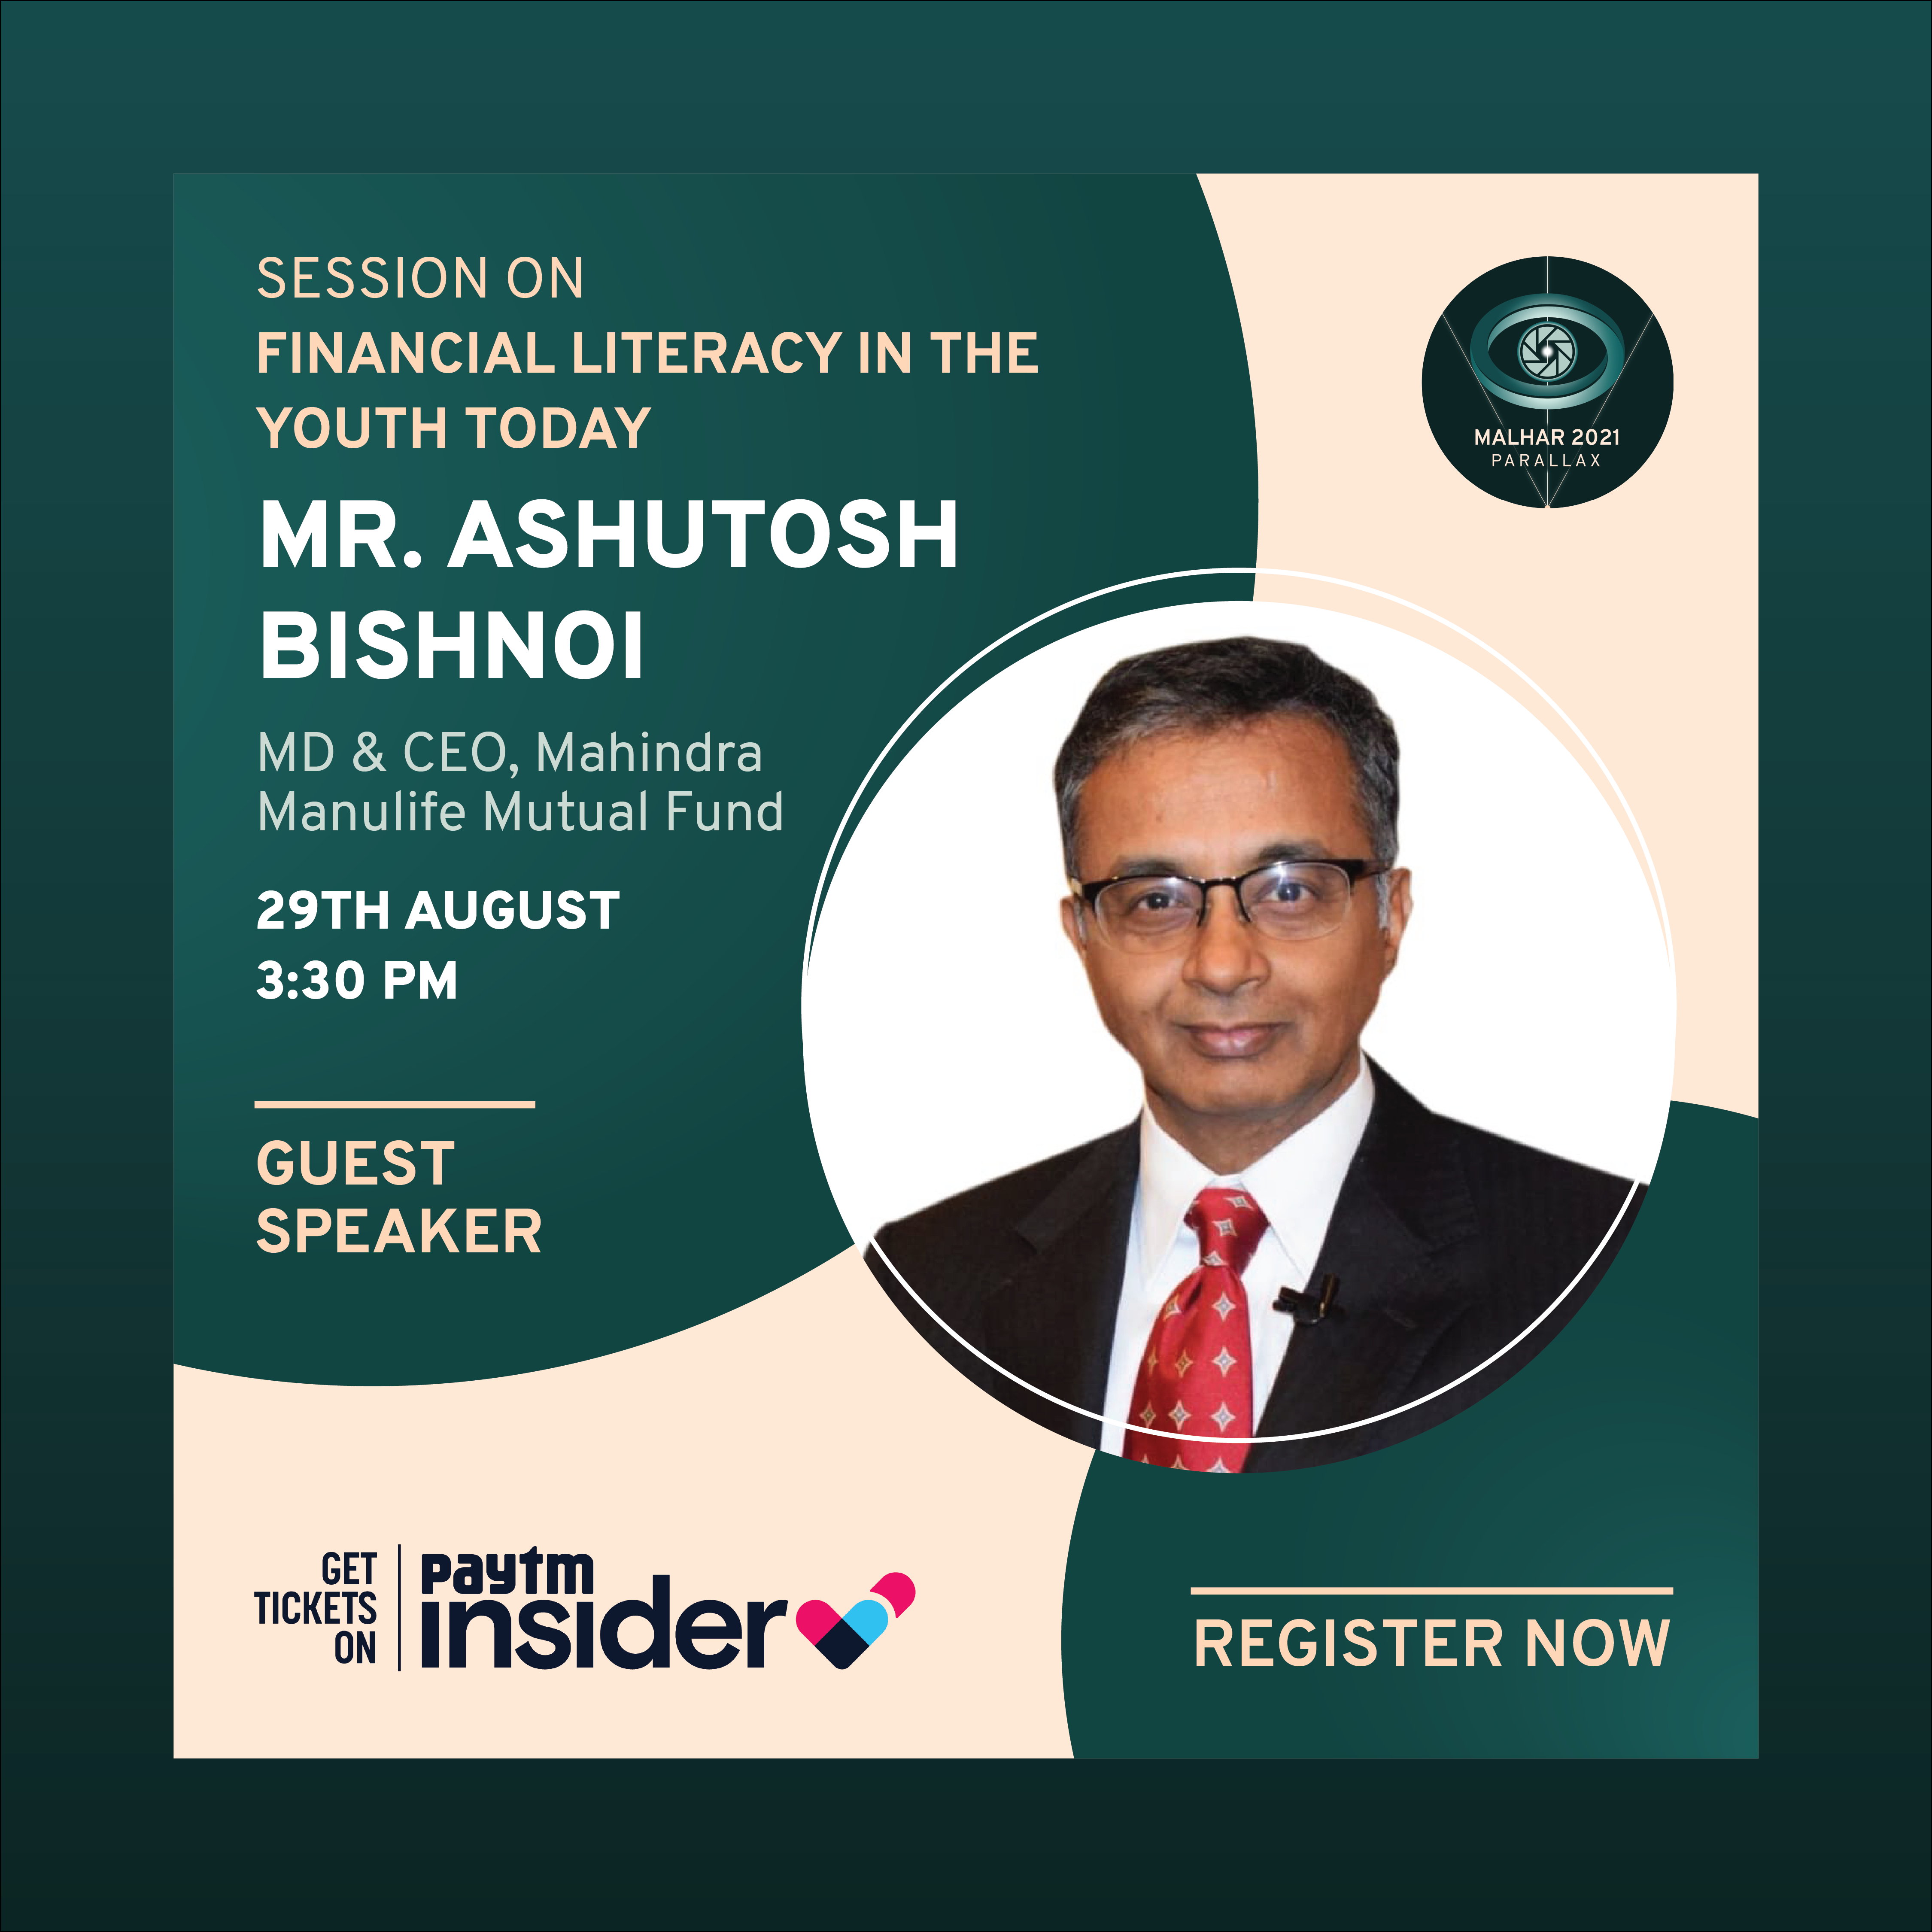 SESSION ON
FINANCIAL LITERACY IN THE
YOUTH TODAY
MR. ASHUTOSH
BISHNOI
MD & CEO, Mahindra
Manulife Mutual Fund
29TH AUGUST
3:30 PM
GUEST
SPEAKER
MALHAR 2021
PARALLAX
GET
TICKETS
ON
paytm
insider
REGISTER NOW